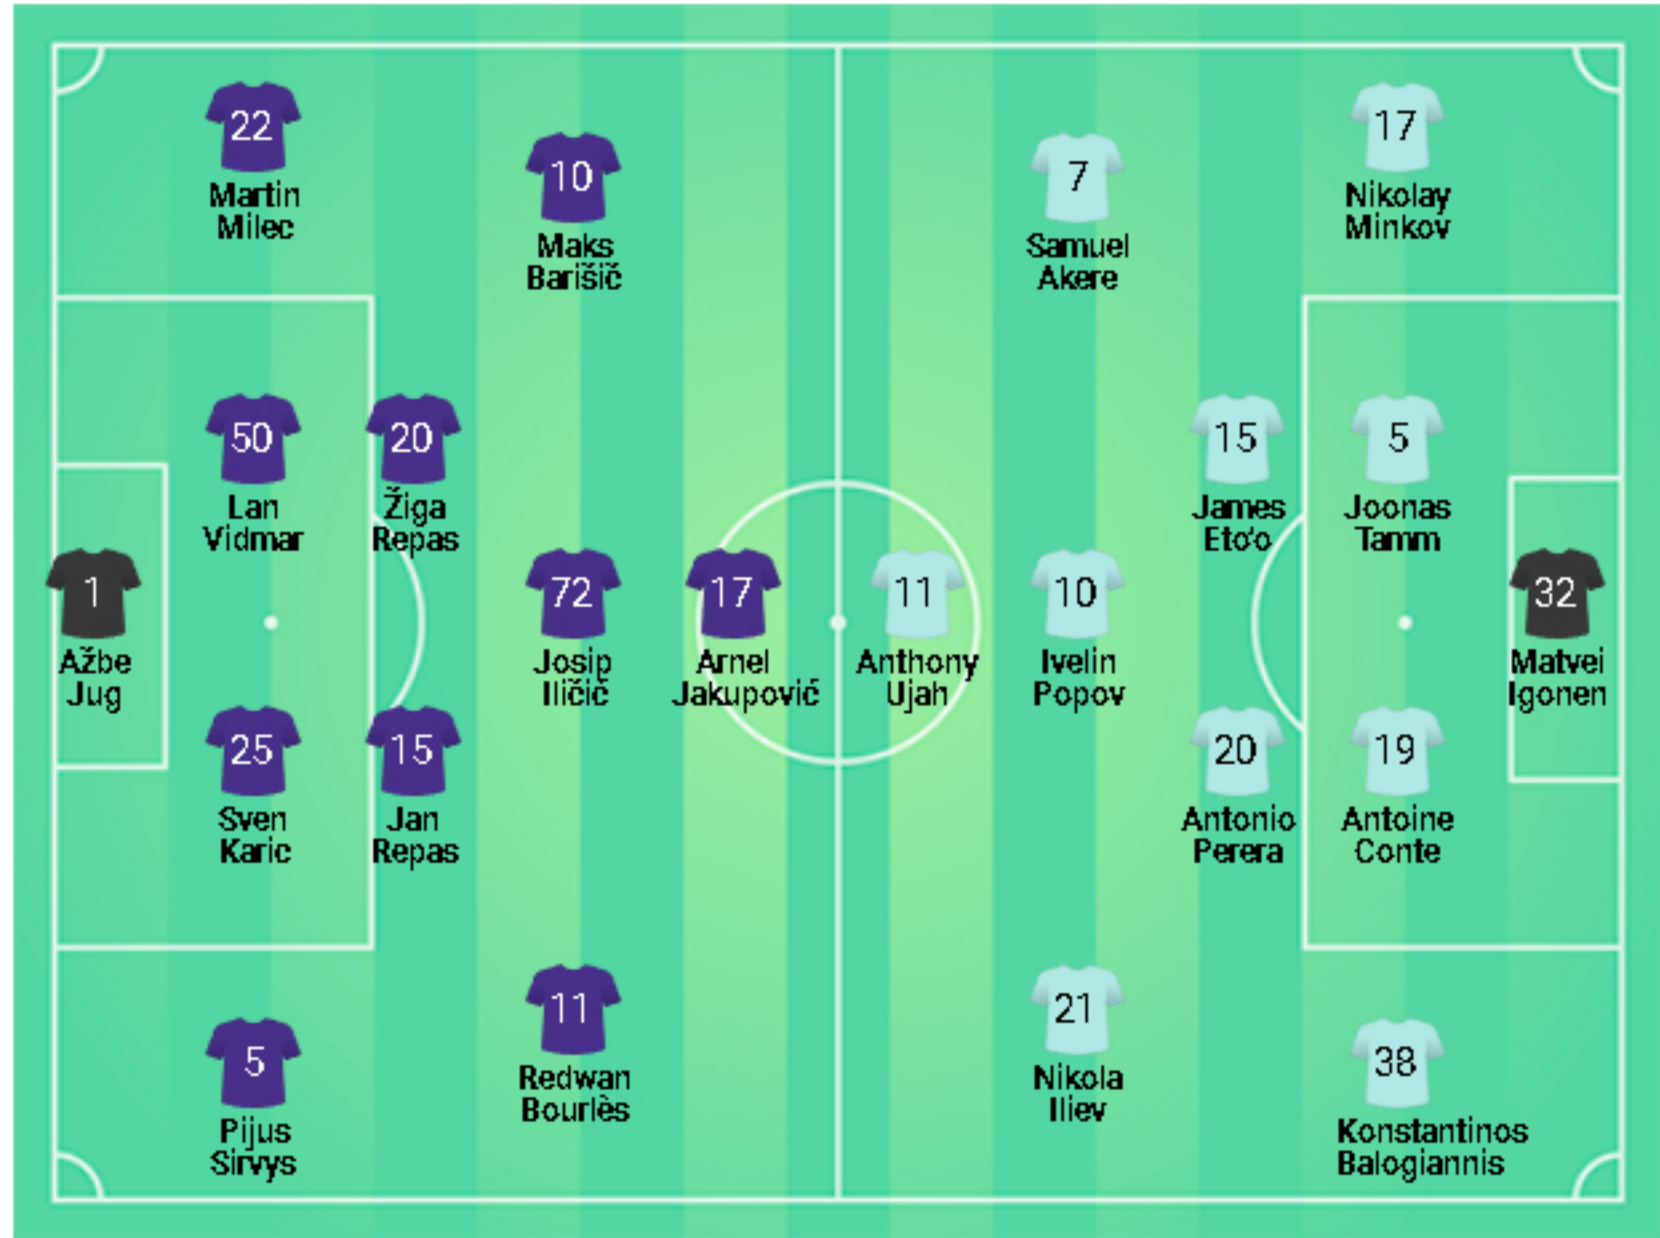 22
Martin
Milec
10
Maks
Barišič
50
Lan
Vidmar
20
Žiga
Repas
1
Ažbe
Jug
72
Josip
Iličič
17
Arnel
Jakupović
25
Sven
Karic
15
Jan
Repas
11
Redwan
Bourlès
5
Pijus
Sirvys
7
Samuel
Akere
17
Nikolay
Minkov
15
James
Eto'o
5
Joonas
Tamm
11
Anthony
Ujah
10
Ivelin
Popov
32
Matvei
Igonen
20
Antonio
Perera
19
Antoine
Conte
21
Nikola
Iliev
38
Konstantinos
Balogiannis